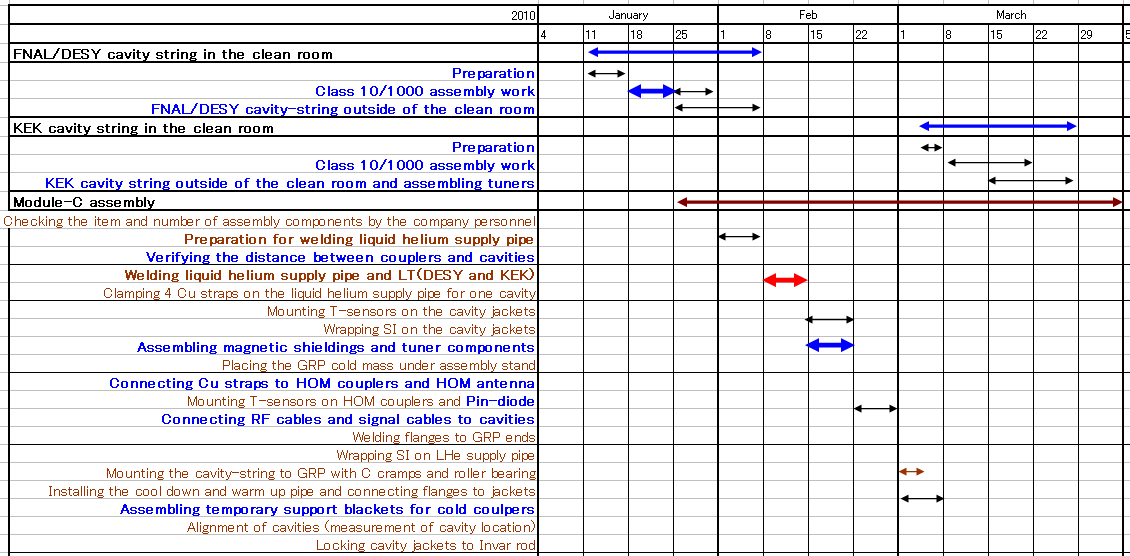 2010 January Feb March
4 11 18 25 1 8 15 22 1 8 15 22 29 5
FNAL/DESY cavity string in the clean room
Preparation
Class 10/1000 assembly work
FNAL/DESY cavity-string outside of the clean room
KEK cavity string in the clean room
Preparation
Class 10/1000 assembly work
KEK cavity string outside of the clean room and assembling tuners
Module-C assembly
Checking the item and number of assembly components by the company personnel
Preparation for welding liquid helium supply pipe
Verifying the distance between couplers and cavities
Welding liquid helium supply pipe and LT(DESY and KEK)
Clamping 4 Cu straps on the liquid helium supply pipe for one cavity
Mounting T-sensors on the cavity jackets
Wrapping SI on the cavity jackets
Assembling magnetic shieldings and tuner components
Placing the GRP cold mass under assembly stand
Connecting Cu straps to HOM couplers and HOM antenna
Mounting T-sensors on HOM couplers and Pin-diode
Connecting RF cables and signal cables to cavities
Welding flanges to GRP ends
Wrapping SI on LHe supply pipe
Mounting the cavity-string to GRP with C cramps and roller bearing
Installing the cool down and warm up pipe and connecting flanges to jackets
Assembling temporary support blackets for cold coulpers
Alignment of cavities (measurement of cavity location)
Locking cavity jackets to Invar rod